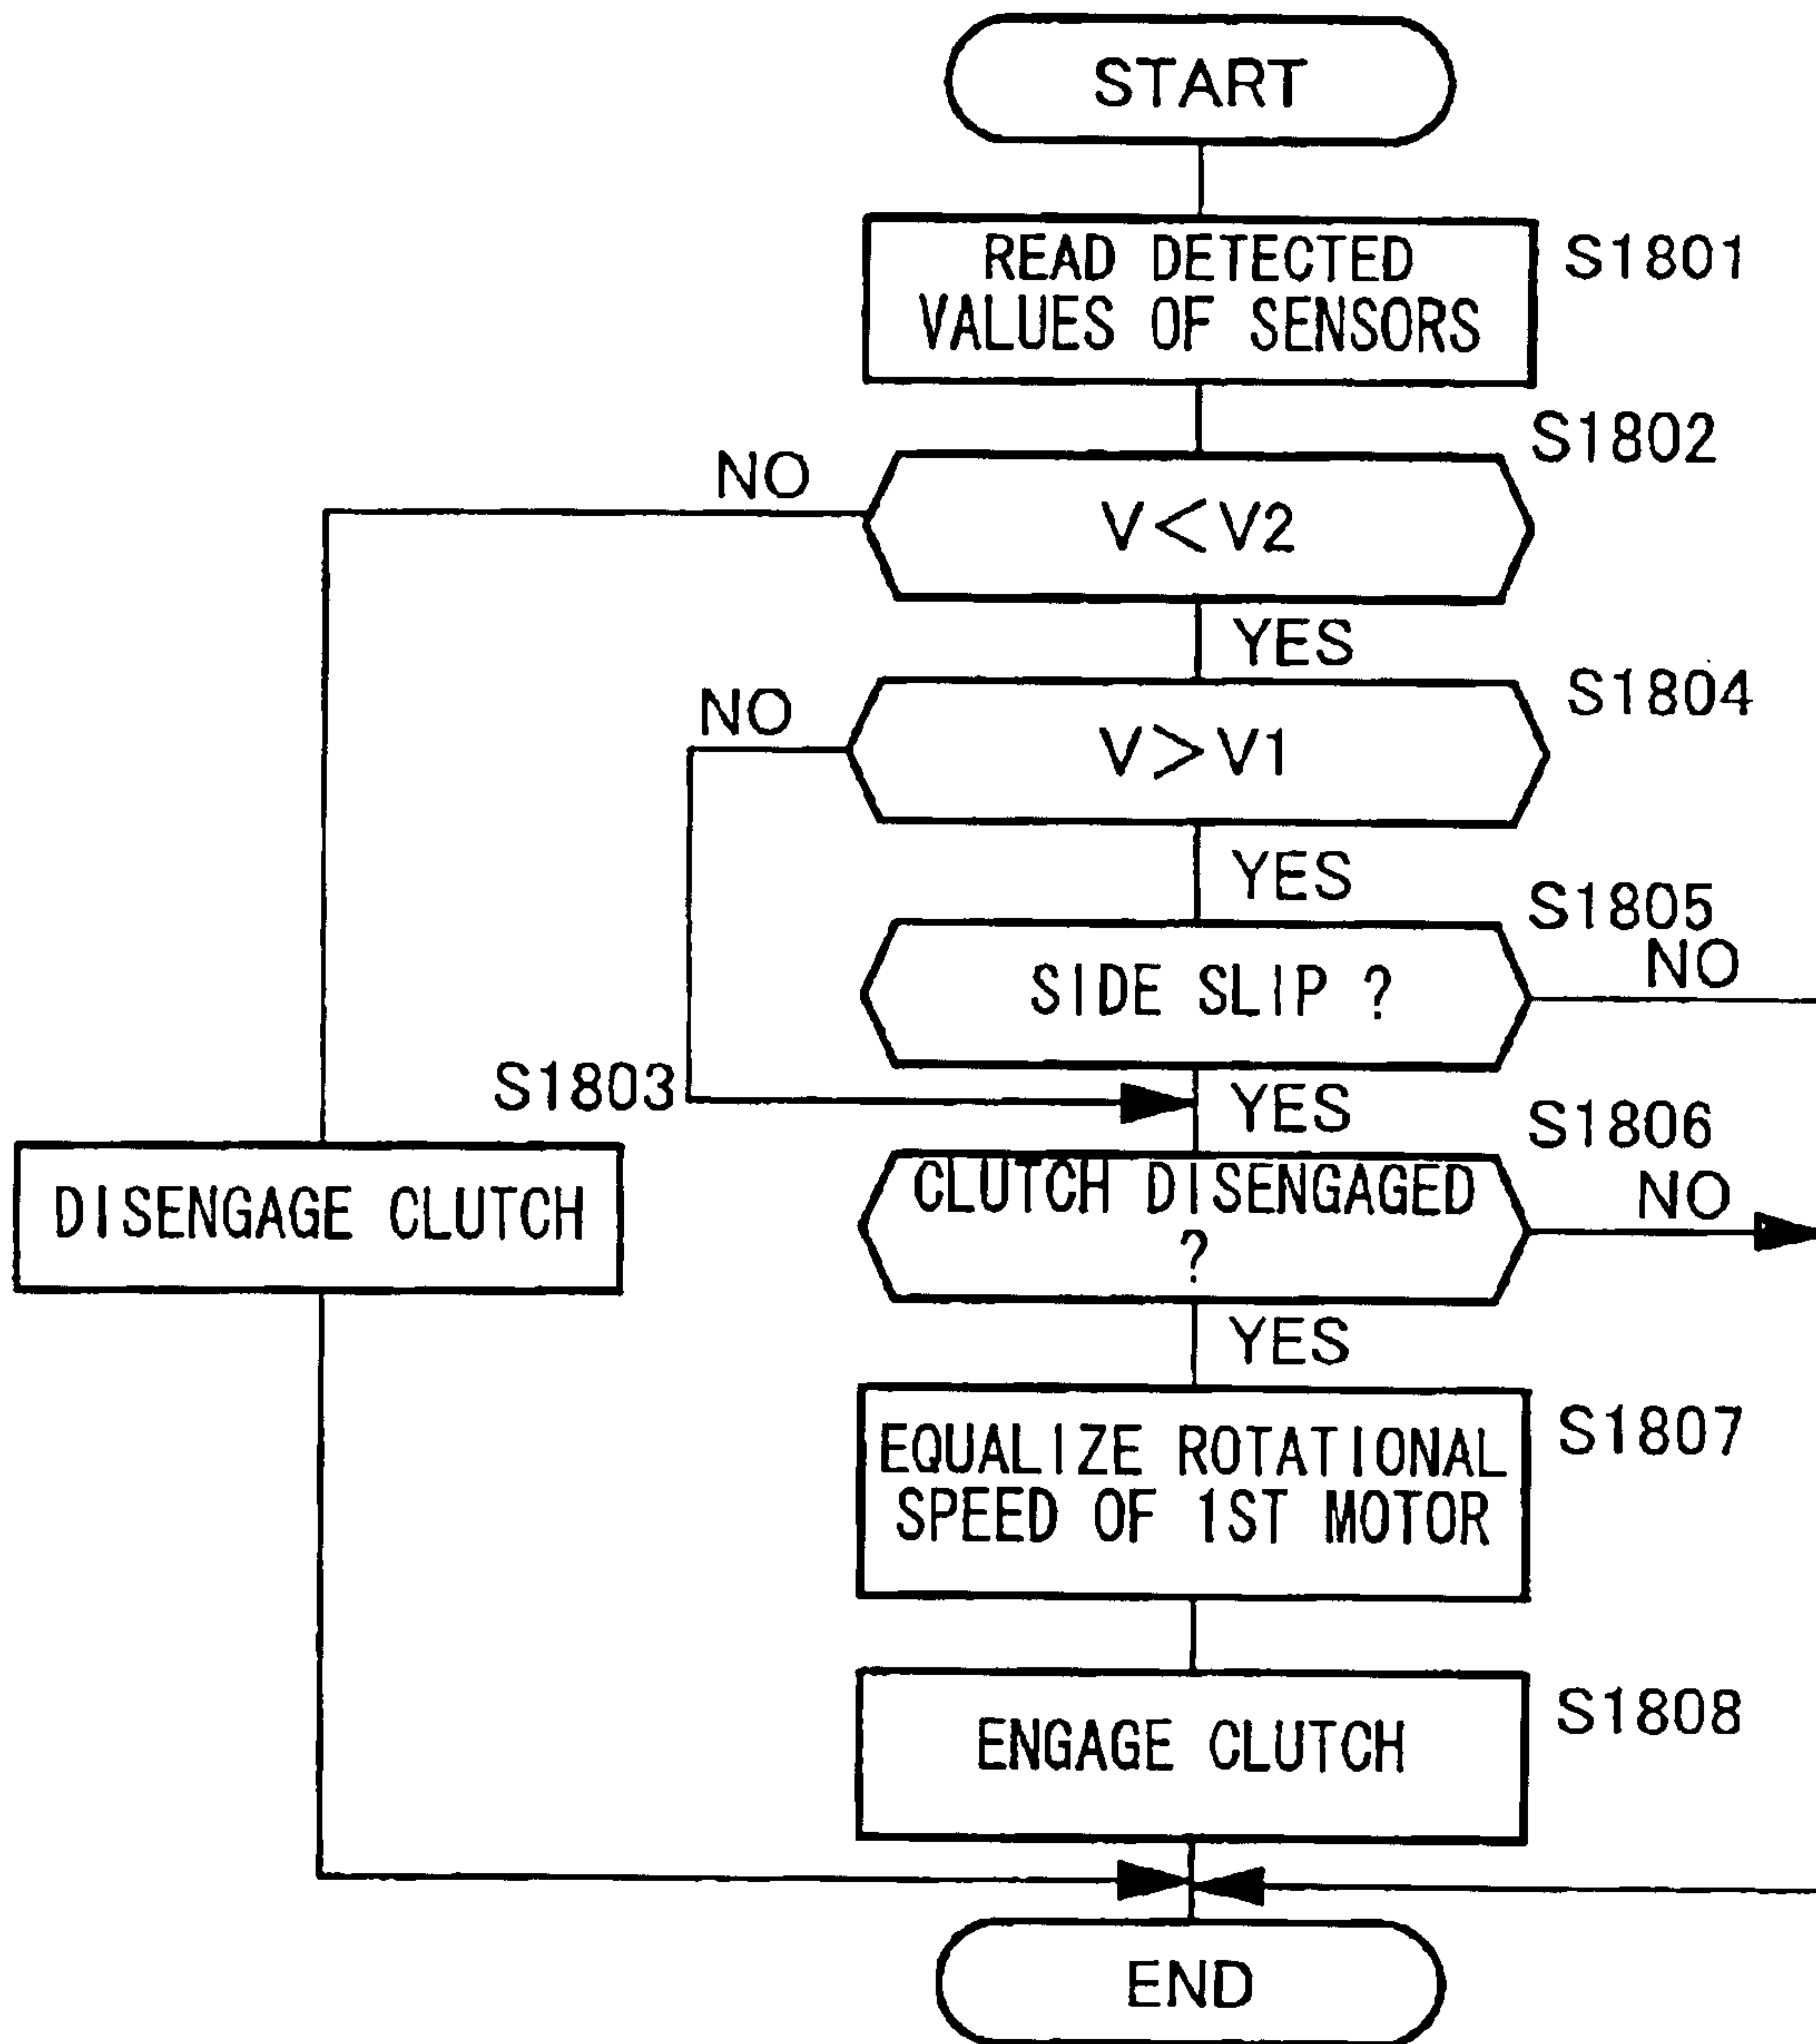 START
READ DETECTED
VALUES OF SENSORS
S1801
S1802
NO
V<V2
YES
S1804
NO
V>V1
YES
S1805
NO
SIDE SLIP ?
S1803
YES
S1806
DISENGAGE CLUTCH
CLUTCH DISENGAGED
?
NO
YES
EQUALIZE ROTATIONAL
SPEED OF 1ST MOTOR
S1807
ENGAGE CLUTCH
S1808
END